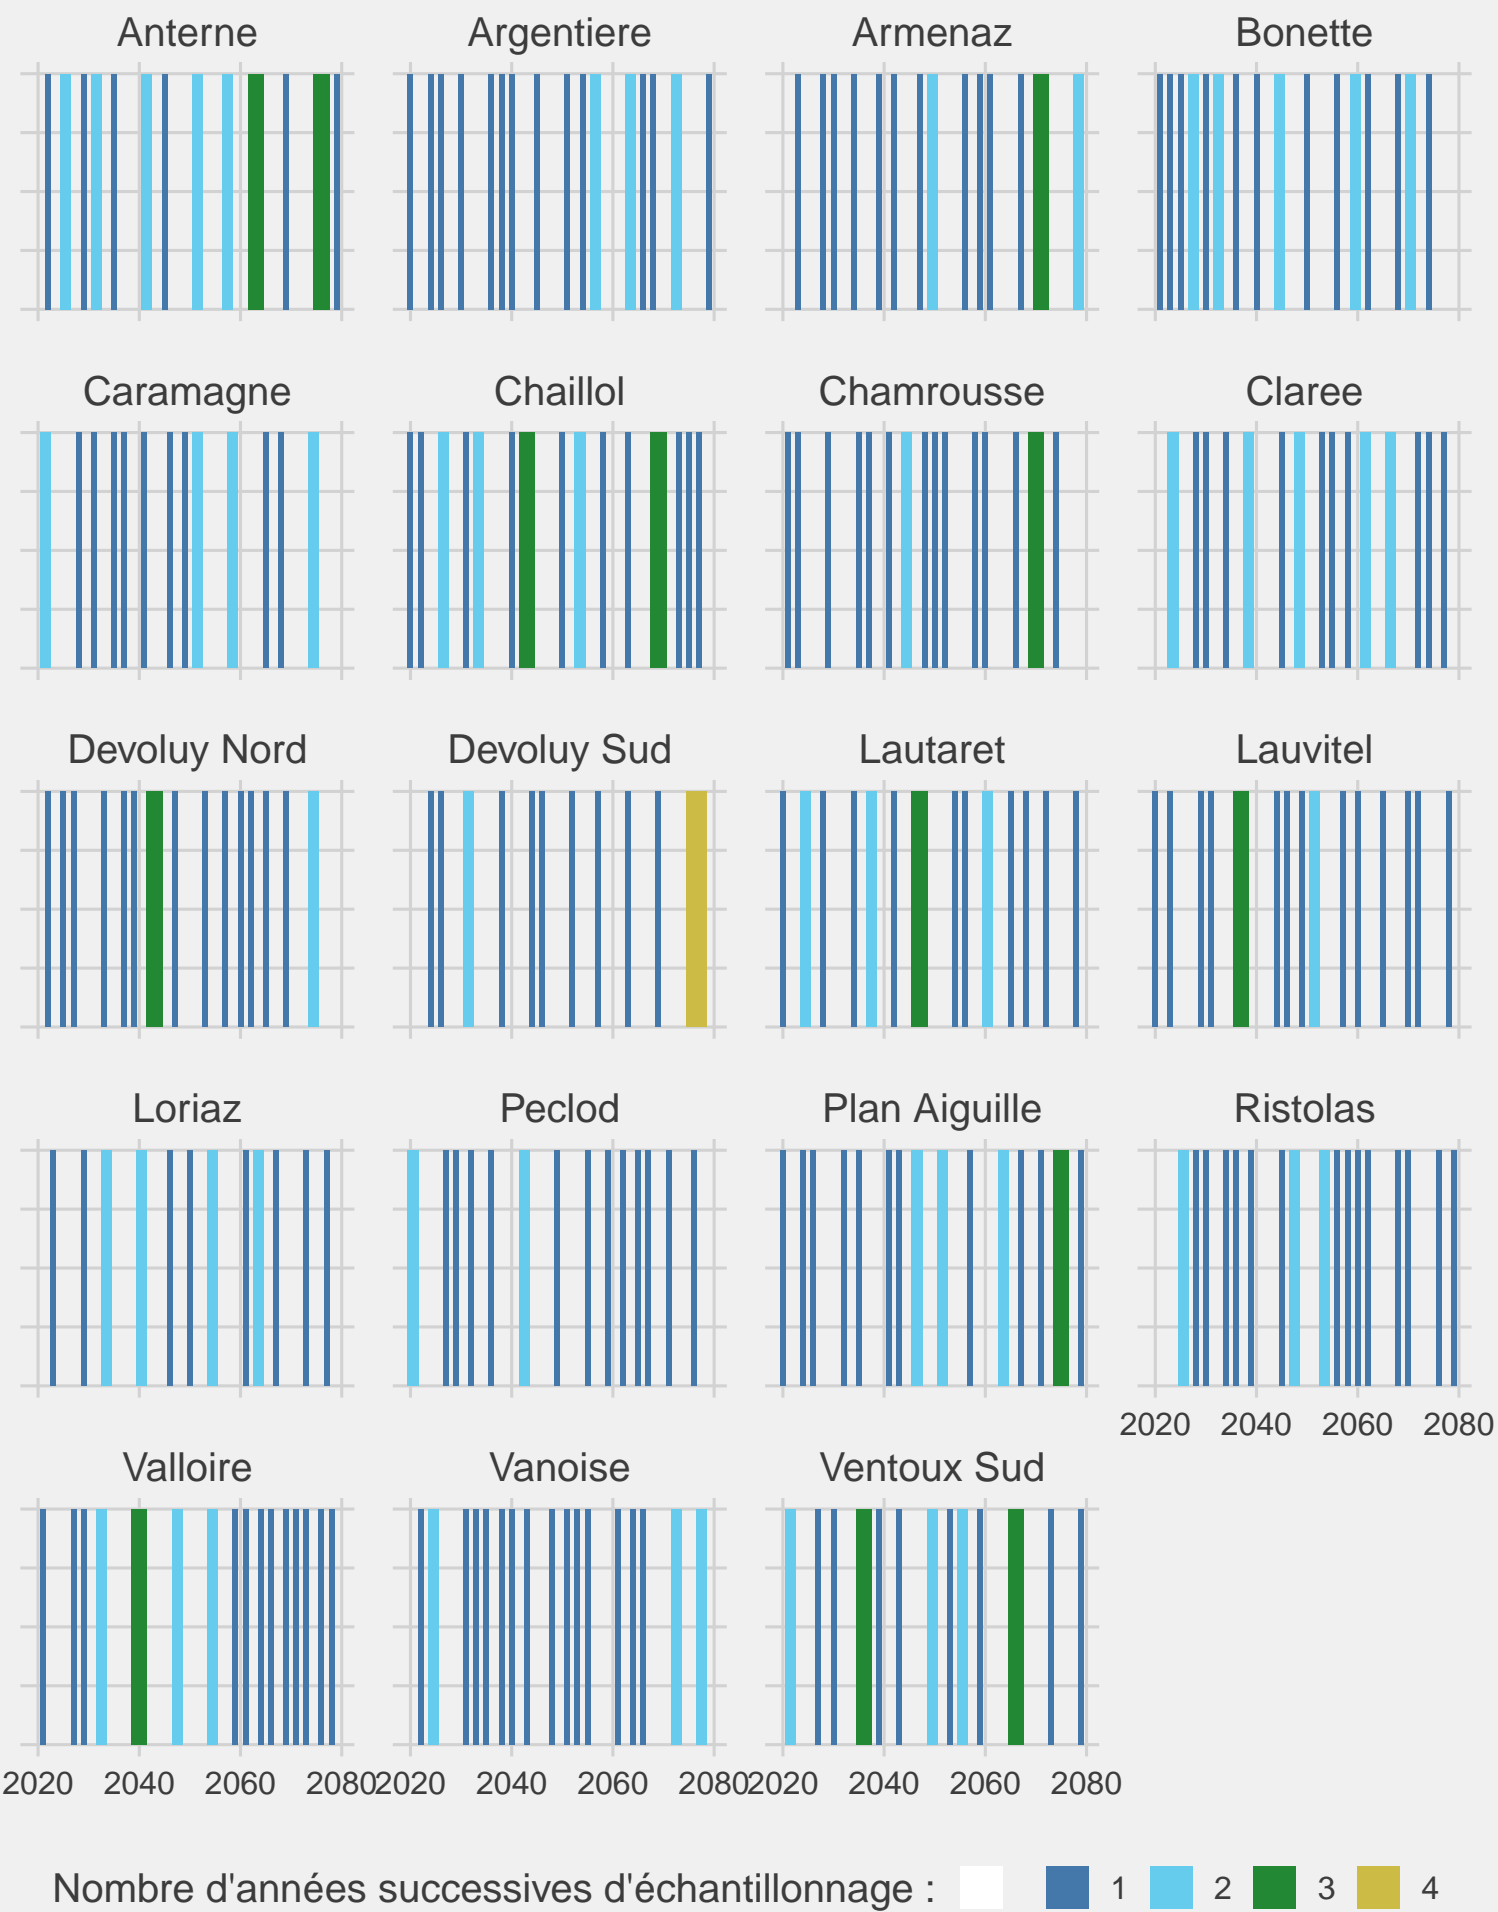 Anterne Argentiere Armenaz Bonette
Caramagne Chaillol Chamrousse Claree
Devoluy Nord Devoluy Sud Lautaret Lauvitel
Loriaz Peclod Plan Aiguille Ristolas
2020 2040 2060 2080
Valloire Vanoise Ventoux Sud
2020 2040 2060 2080 2020 2040 2060 2080 2020 2040 2060 2080
Nombre d'années successives d'échantillonnage : 1 2 3 4